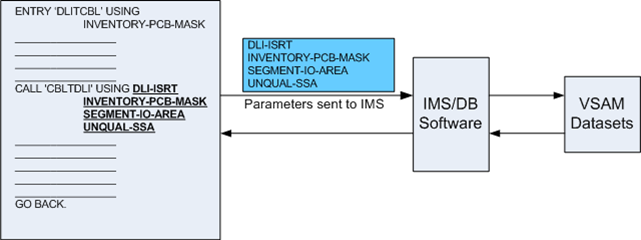 ENTRY 'DLITCBL' USING
INVENTORY-PCB-MASK
CALL 'CBLTDLI' USING DLI-ISRT
INVENTORY-PCB-MASK
SEGMENT-IO-AREA
UNQUAL-SSA
GO BACK.
DLI-ISRT
INVENTORY-PCB-MASK
SEGMENT-IO-AREA
UNQUAL-SSA
Parameters sent to IMS
IMS/DB
Software
VSAM
Datasets